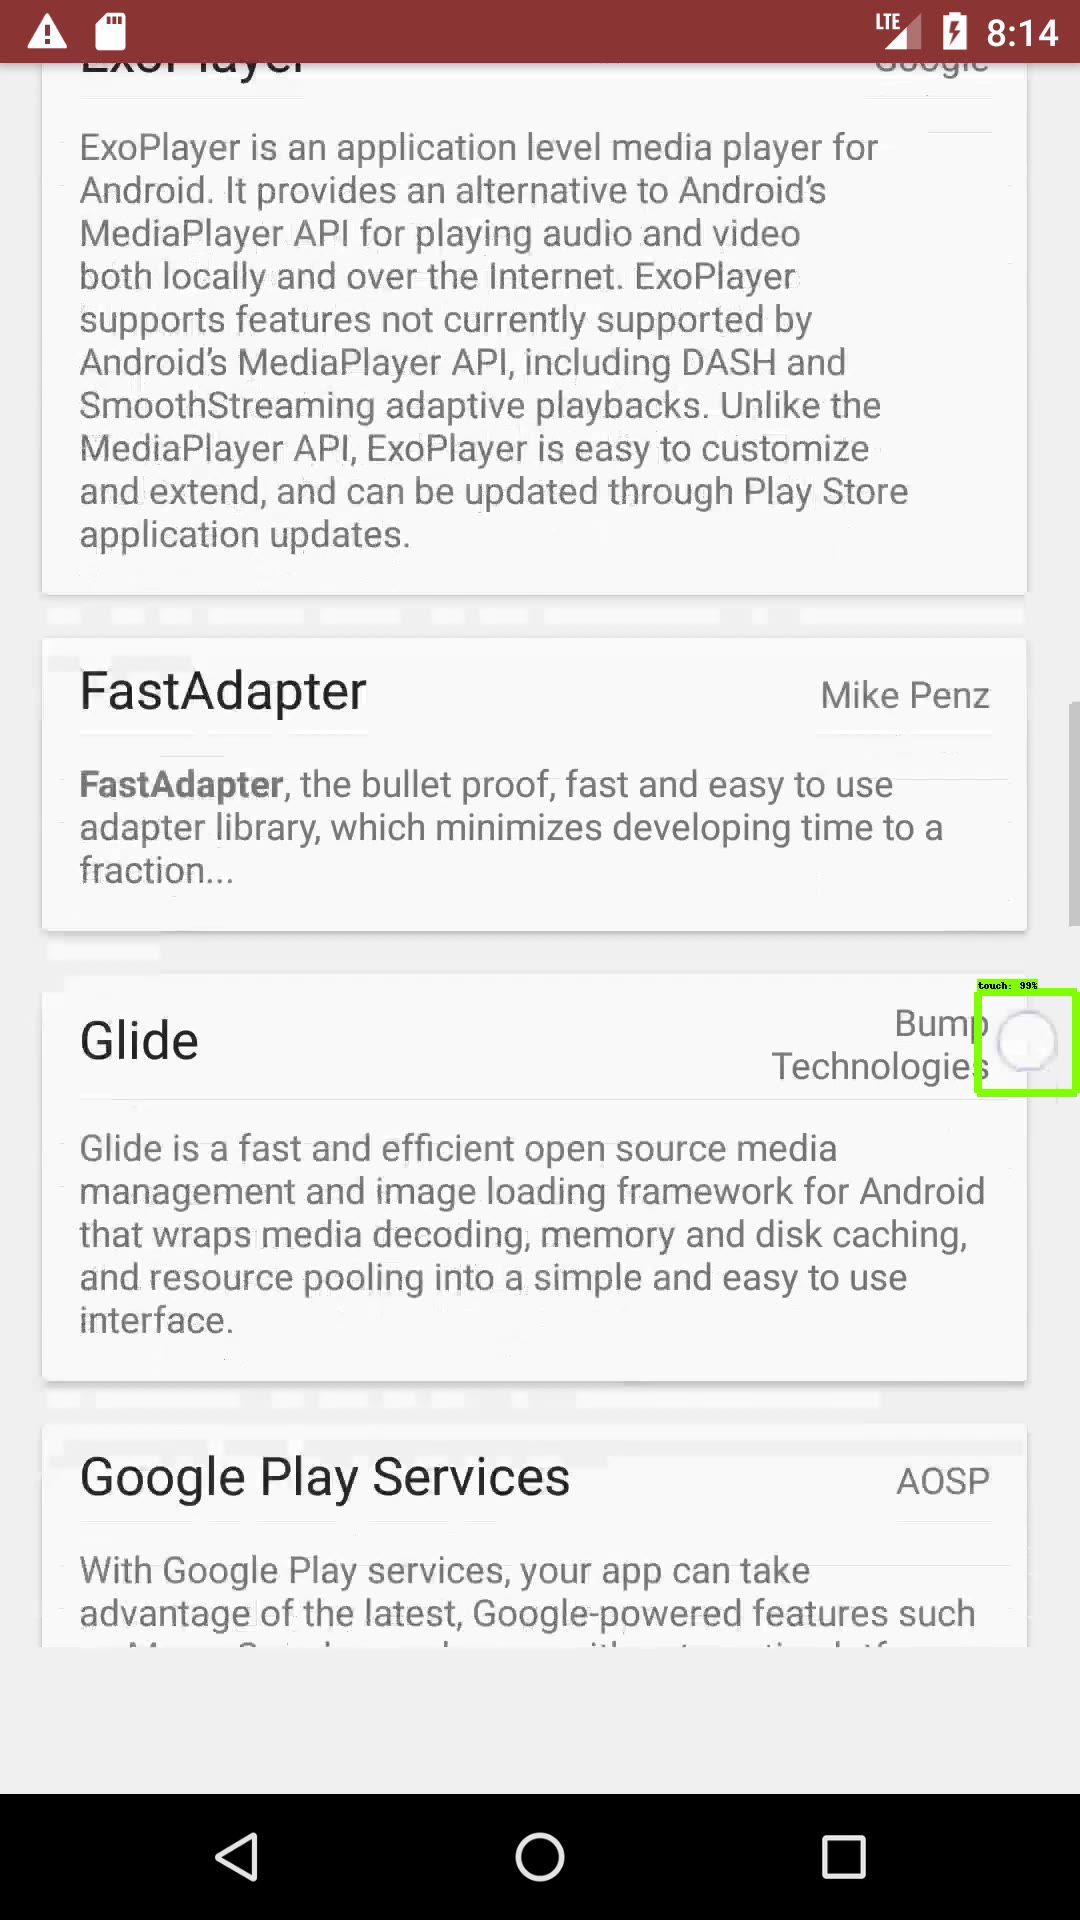 LTE 8:14
ExoPlayer Google
ExoPlayer is an application level media player for
Android. It provides an alternative to Android's
MediaPlayer API for playing audio and video
both locally and over the Internet. ExoPlayer
supports features not currently supported by
Android's MediaPlayer API, including DASH and
SmoothStreaming adaptive playbacks. Unlike the
MediaPlayer API, ExoPlayer is easy to customize
and extend, and can be updated through Play Store
application updates.
FastAdapter Mike Penz
FastAdapter, the bullet proof, fast and easy to use
adapter library, which minimizes developing time to a
fraction...
touch: 99%
Glide Bump
Technologies
Glide is a fast and efficient open source media
management and image loading framework for Android
that wraps media decoding, memory and disk caching,
and resource pooling into a simple and easy to use
interface.
Google Play Services AOSP
With Google Play services, your app can take
advantage of the latest, Google-powered features such